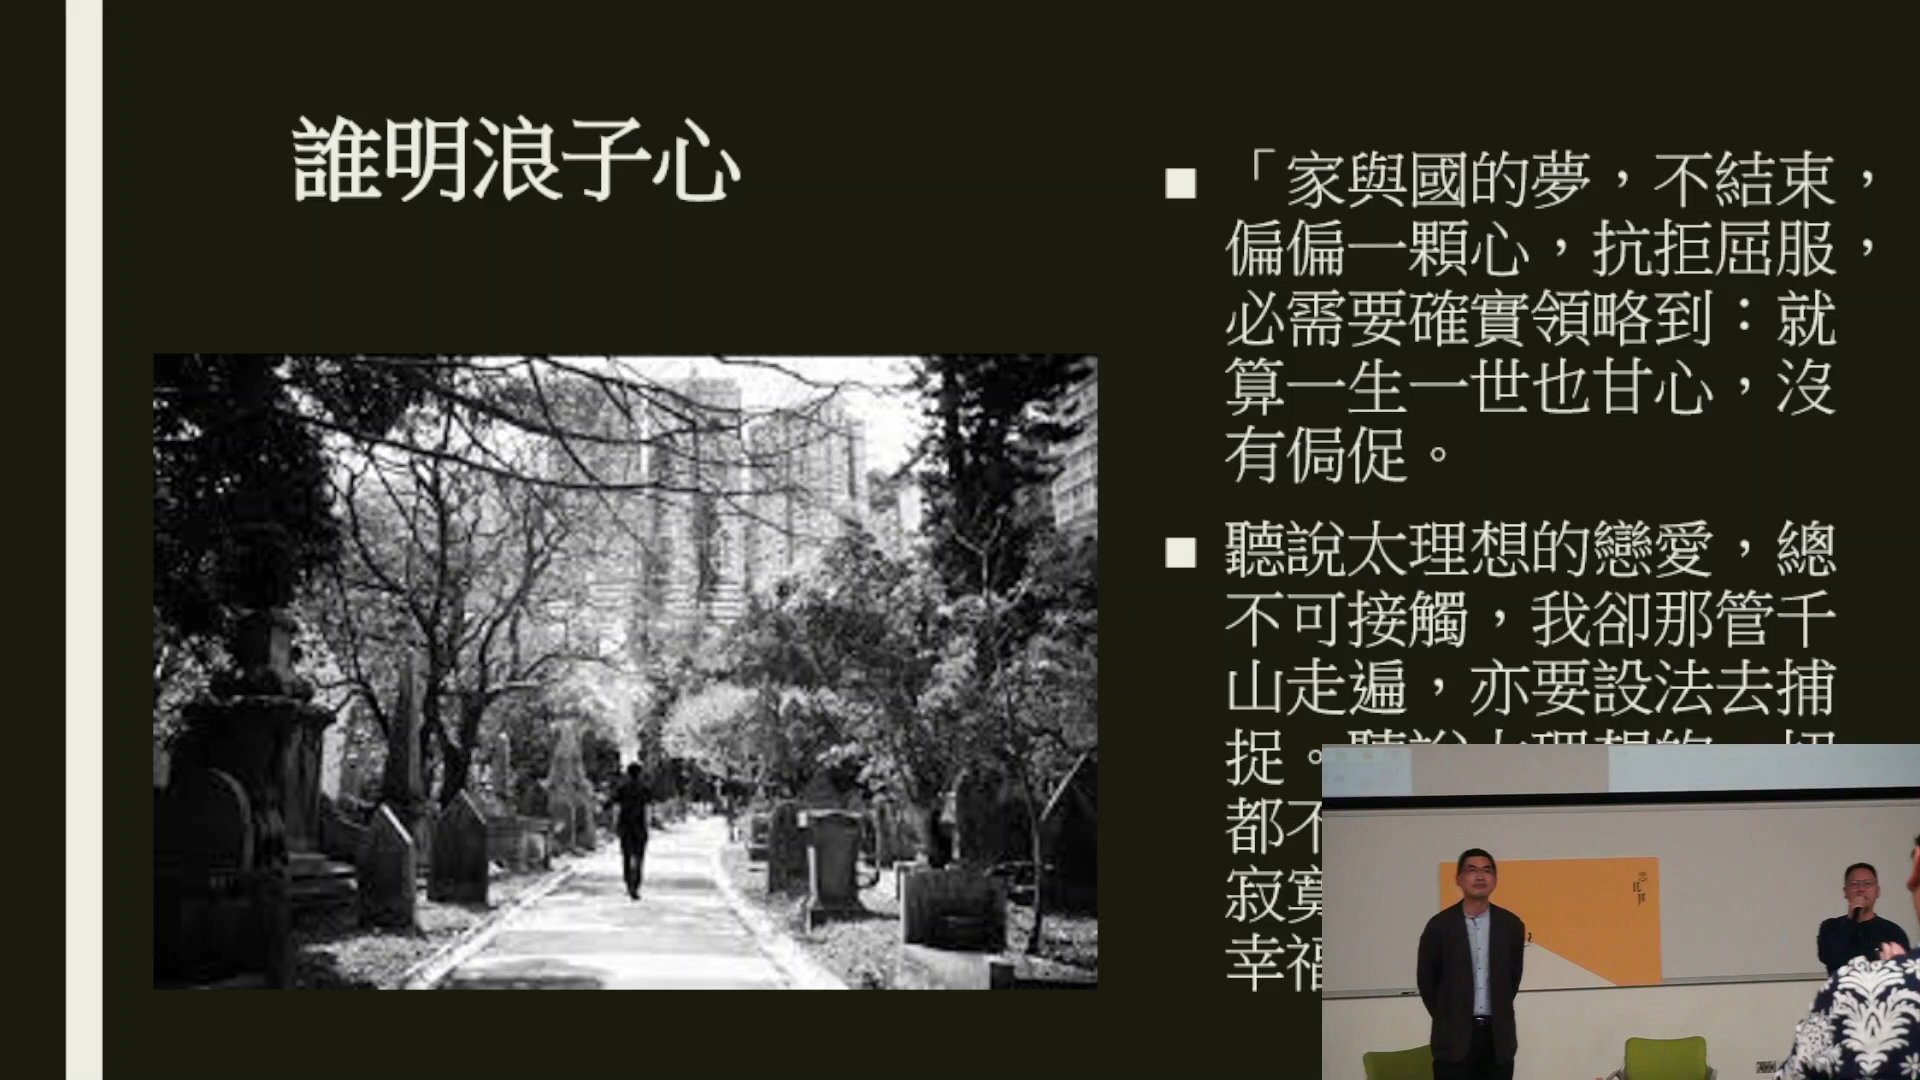 誰明浪子心
「家與國的夢，不結束，
偏偏一顆心，抗拒屈服，
必需要確實領略到：就
算一生一世也甘心，沒
有侷促。
聽說太理想的戀愛，總
不可接觸，我卻那管千
山走遍，亦要設法去捕
捉。聽說太理想的一切
都不
寂寞
幸福